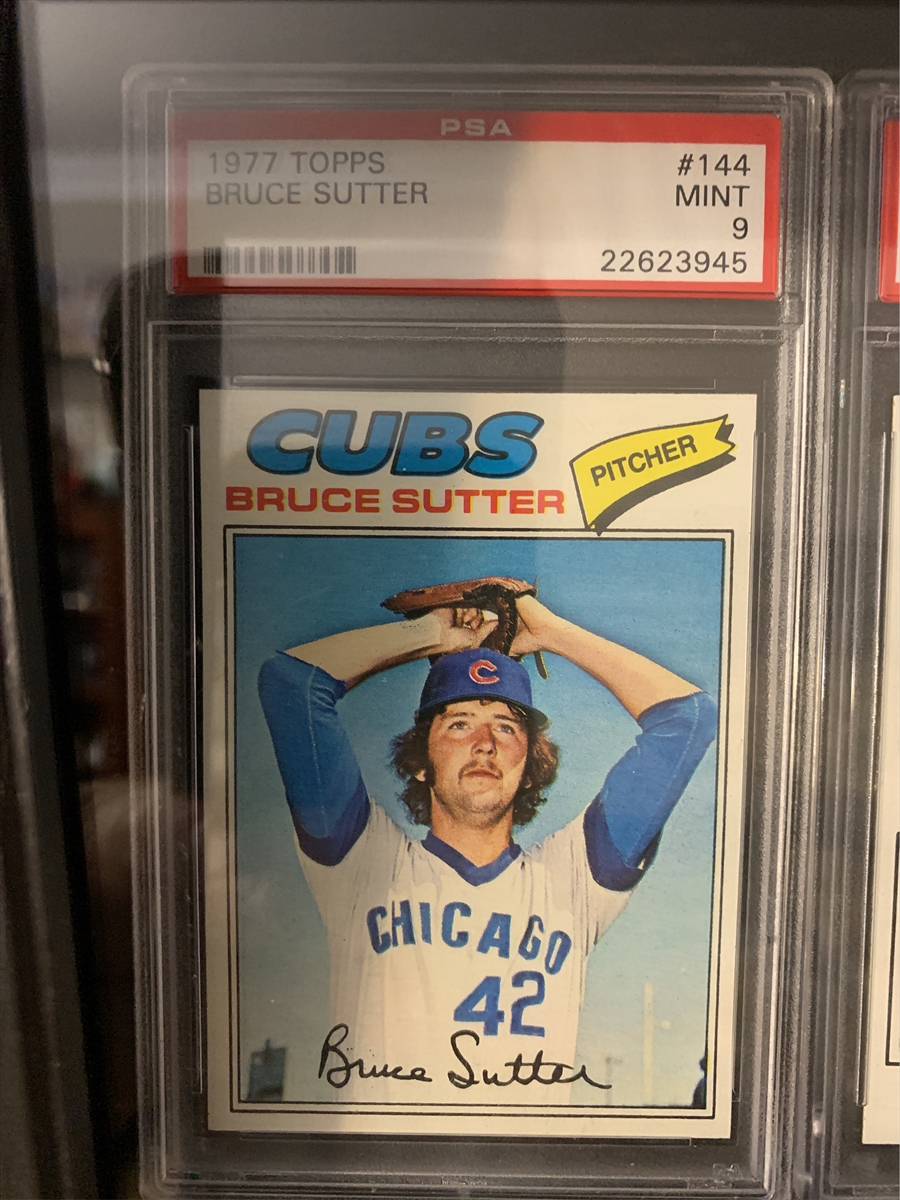 PSA
1977 TOPPS #144
BRUCE SUTTER MINT
9
22623945
CUBS
PITCHER
BRUCE SUTTER
C
CHICAGO
42
Bruce Sutter